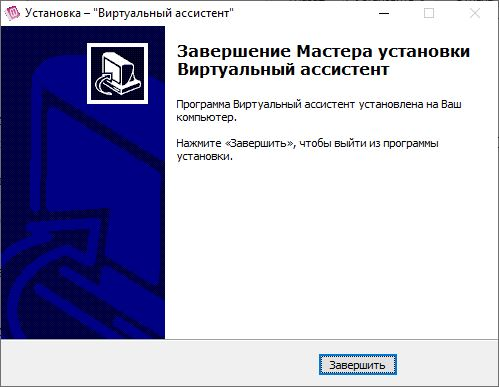 Установка – "Виртуальный ассистент"
Завершение Мастера установки
Виртуальный ассистент
Программа Виртуальный ассистент установлена на Ваш
компьютер.
Нажмите «Завершить», чтобы выйти из программы
установки.
Завершить